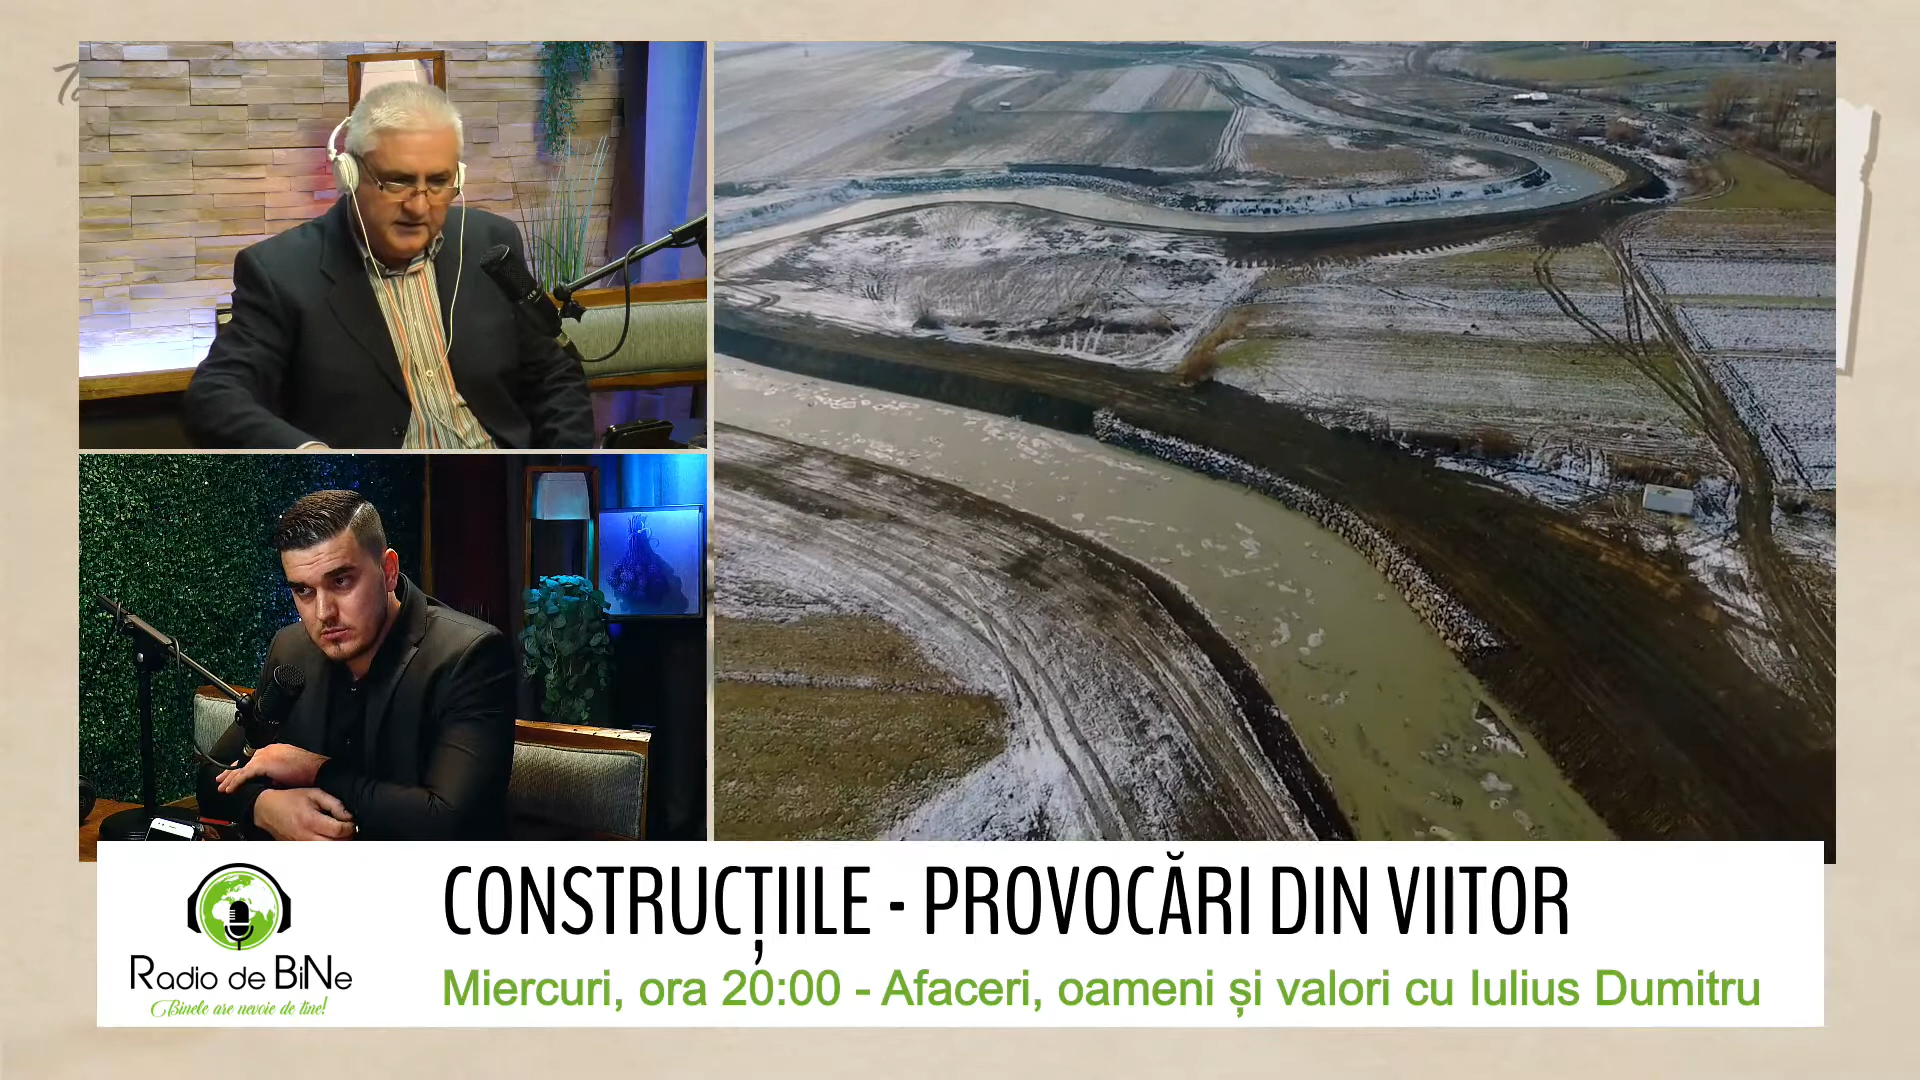 CONSTRUCȚIILE - PROVOCĂRI DIN VIITOR
Miercuri, ora 20:00 - Afaceri, oameni și valori cu Iulius Dumitru
Radio de BiNe
Binele are nevoie de tine!